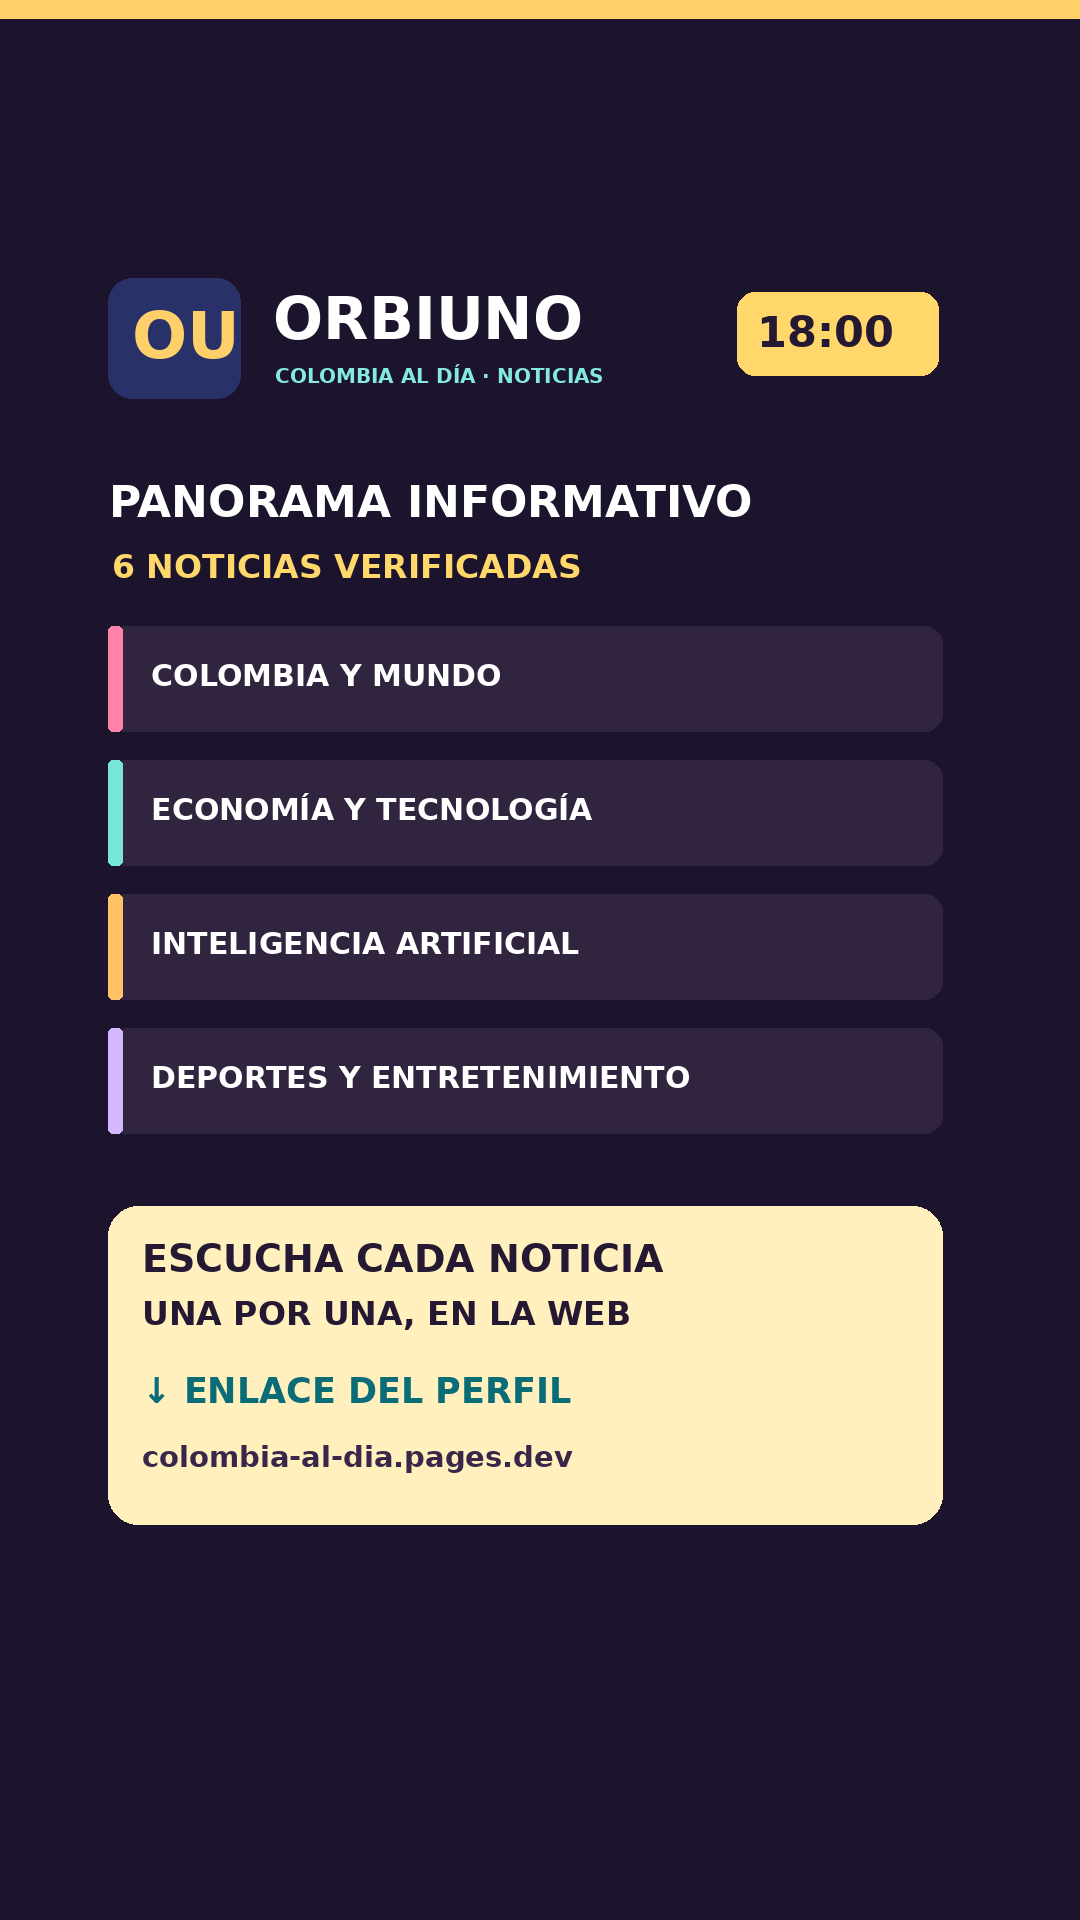 OU
ORBIUNO
COLOMBIA AL DÍA · NOTICIAS
18:00
PANORAMA INFORMATIVO
6 NOTICIAS VERIFICADAS
COLOMBIA Y MUNDO
ECONOMÍA Y TECNOLOGÍA
INTELIGENCIA ARTIFICIAL
DEPORTES Y ENTRETENIMIENTO
ESCUCHA CADA NOTICIA
UNA POR UNA, EN LA WEB
↓ ENLACE DEL PERFIL
colombia-al-dia.pages.dev